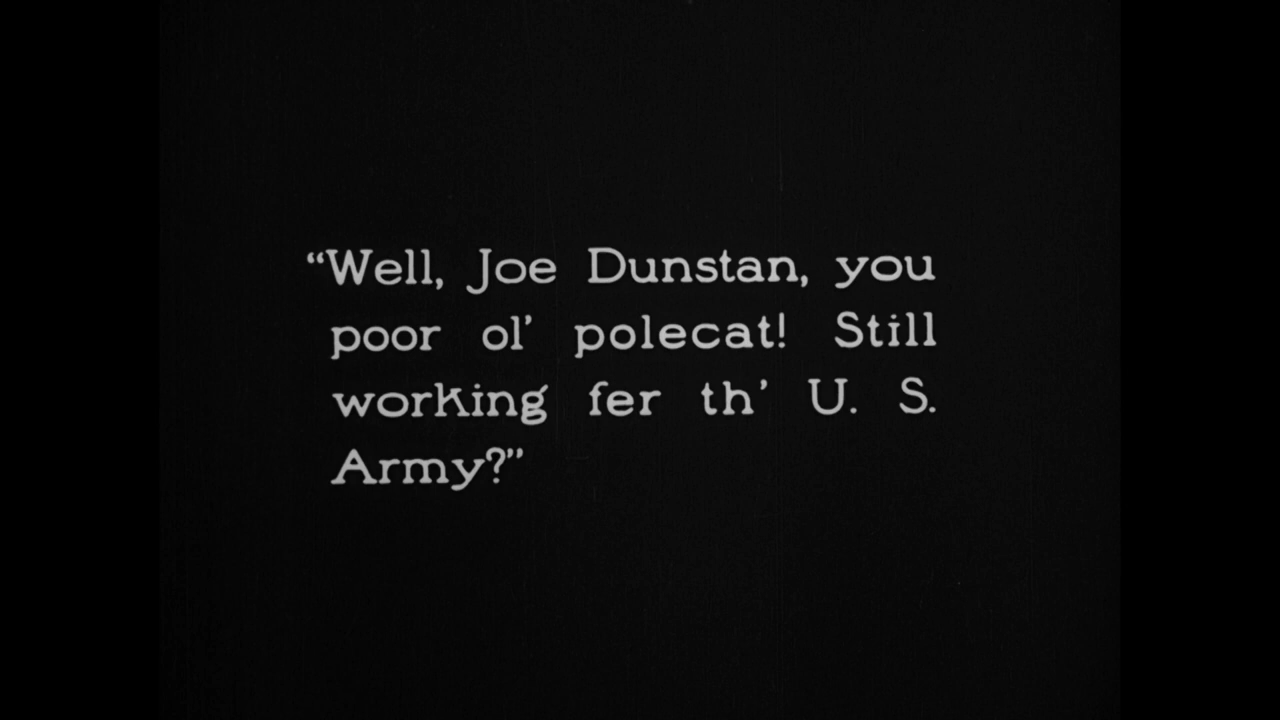 “Well, Joe Dunstan, you
poor ol’ polecat! Still
working fer th’ U. S.
Army?”